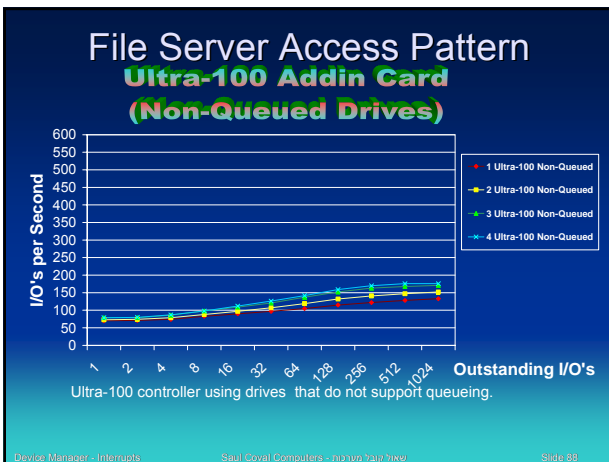 File Server Access Pattern
Ultra-100 Addin Card
(Non-Queued Drives)
600
550
500
450
400
350
300
250
200
150
100
50
0
I/O's per Second
1 Ultra-100 Non-Queued
2 Ultra-100 Non-Queued
3 Ultra-100 Non-Queued
4 Ultra-100 Non-Queued
1 2 4 8 16 32 64 128 256 512 1024
Outstanding I/O's
Ultra-100 controller using drives that do not support queueing.
Device Manager - Interrupts Saul Coval Computers - שאול קובל מערכות Slide 88